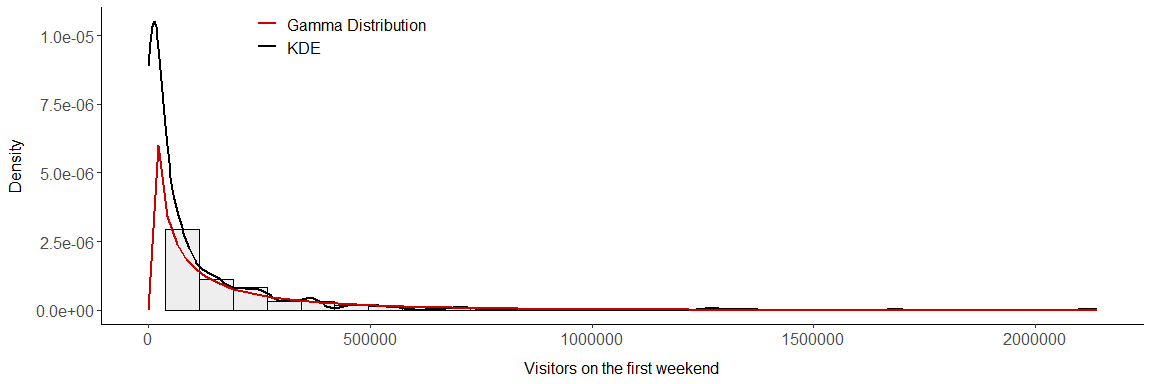 Gamma Distribution
KDE
1.0e-05
7.5e-06
5.0e-06
2.5e-06
0.0e+00
Density
0 500000 1000000 1500000 2000000
Visitors on the first weekend